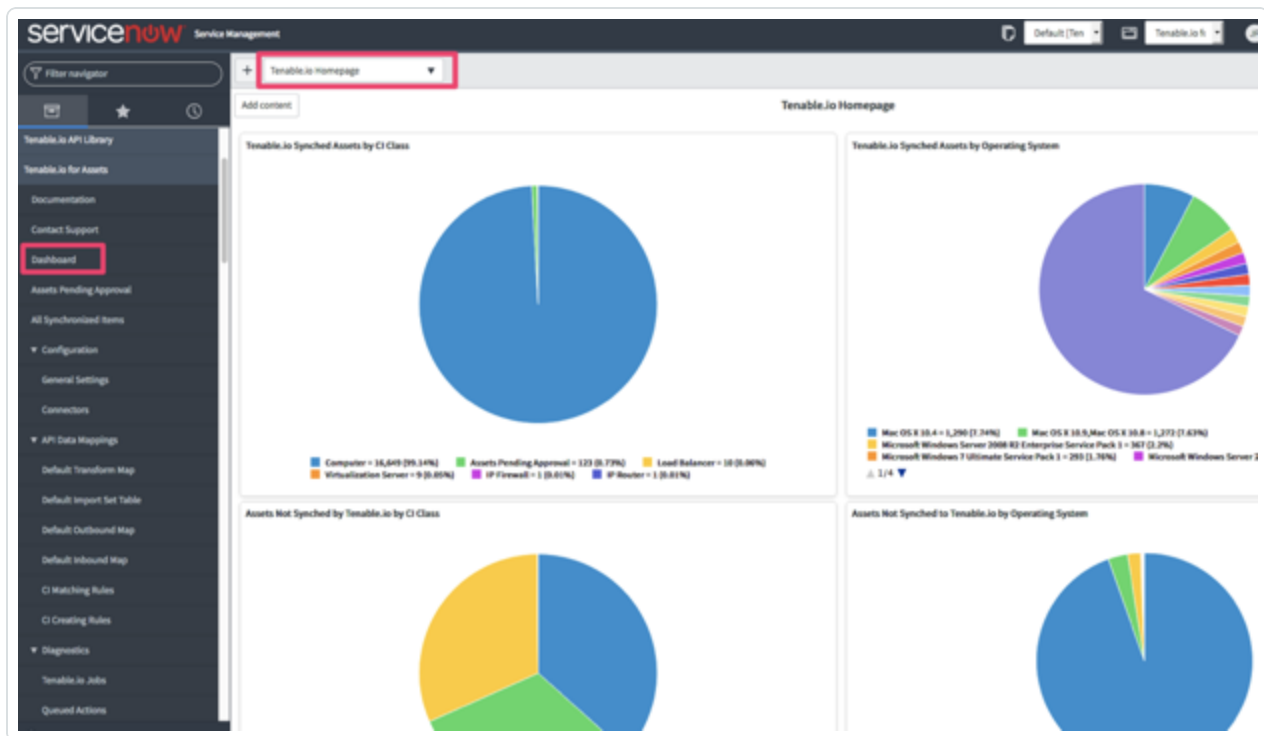 servicenow Service Management
Default (Ten
Tenable.io h
Filter navigator
+ Tenable.io Homepage ▼
Add content
Tenable.io Homepage
Tenable.io API Library
Tenable.io for Assets
Documentation
Contact Support
Dashboard
Assets Pending Approval
All Synchronized Items
▼ Configuration
General Settings
Connectors
▼ API Data Mappings
Default Transform Map
Default Import Set Table
Default Outbound Map
Default Inbound Map
CI Matching Rules
CI Creating Rules
▼ Diagnostics
Tenable.io Jobs
Queued Actions
Tenable.io Synched Assets by CI Class
Computer = 16,649 (99.14%) Assets Pending Approval = 123 (0.73%) Load Balancer = 10 (0.06%)
Virtualization Server = 9 (0.05%) IP Firewall = 1 (0.01%) IP Router = 1 (0.01%)
Tenable.io Synched Assets by Operating System
Mac OS X 10.4 = 1,290 (7.74%) Mac OS X 10.9,Mac OS X 10.8 = 1,272 (7.63%)
Microsoft Windows Server 2008 R2 Enterprise Service Pack 1 = 367 (2.2%)
Microsoft Windows 7 Ultimate Service Pack 1 = 293 (1.76%) Microsoft Windows Server 2
1/4 ▼
Assets Not Synched by Tenable.io by CI Class
Assets Not Synched to Tenable.io by Operating System